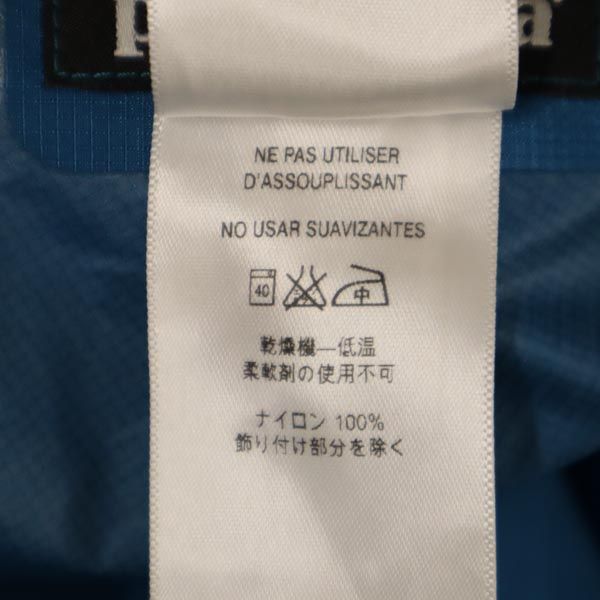 NE PAS UTILISER
D'ASSOUPLISSANT
NO USAR SUAVIZANTES
40 中
乾燥機—低温
柔軟剤の使用不可
ナイロン 100%
飾り付け部分を除く